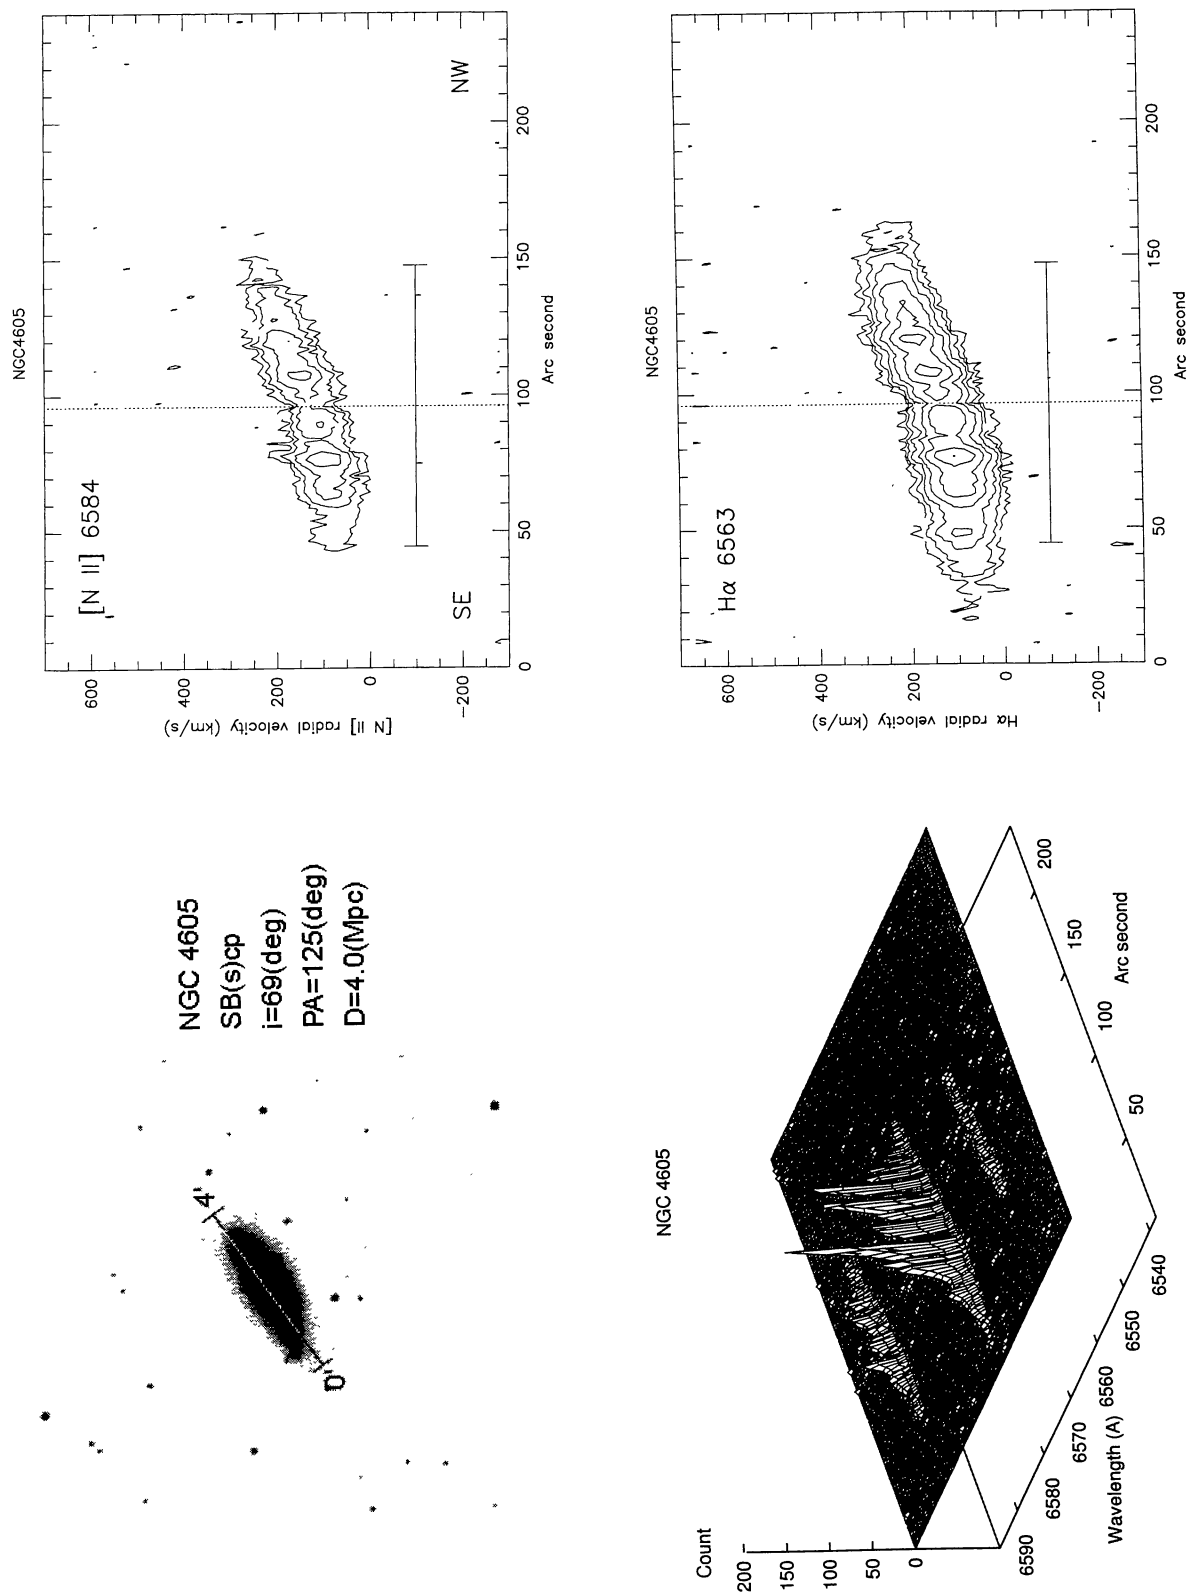 NGC 4605
SB(s)cp
i=69(deg)
PA=125(deg)
D=4.0(Mpc)
4'
0'
NGC4605
[N II] 6584
SE
NW
600
400
200
0
-200
[N II] radial velocity (km/s)
0
50
100
150
200
Arc second
NGC 4605
Count
200
150
100
50
0
6590
6580
6570
6560
6550
6540
Wavelength (A)
50
100
150
200
Arc second
NGC4605
Hα 6563
600
400
200
0
-200
Hα radial velocity (km/s)
0
50
100
150
200
Arc second